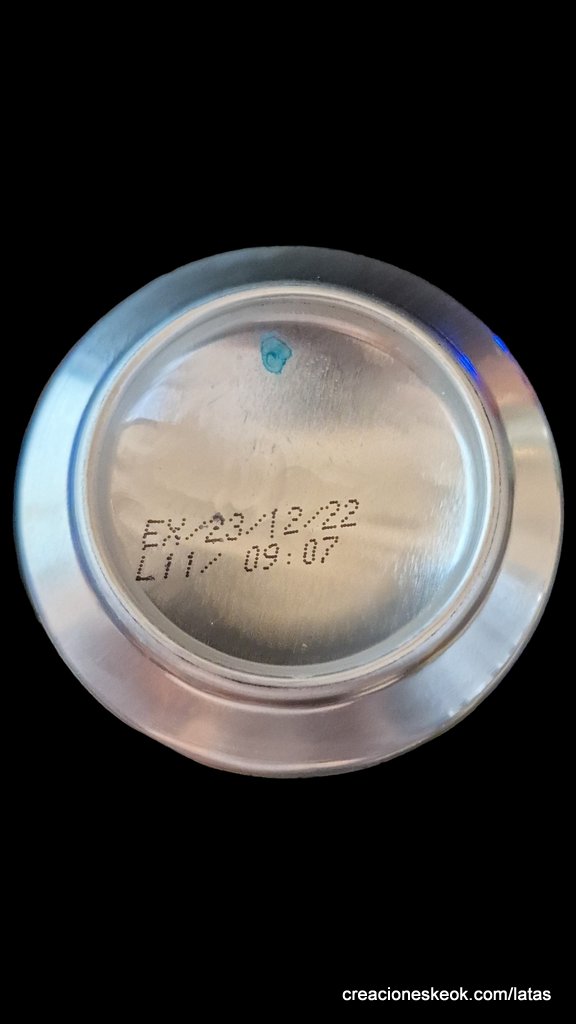 EX/23/12/22
L11/ 09:07
creacioneskeok.com/latas